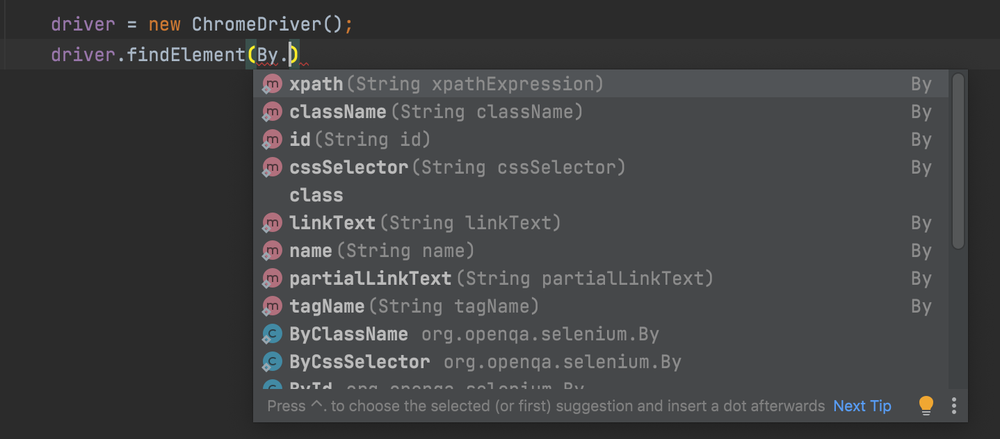 driver = new ChromeDriver();
driver.findElement(By.)
m xpath(String xpathExpression) By
m className(String className) By
m id(String id) By
m cssSelector(String cssSelector) By
class
m linkText(String linkText) By
m name(String name) By
m partialLinkText(String partialLinkText) By
m tagName(String tagName) By
C ByClassName org.openqa.selenium.By
C ByCssSelector org.openqa.selenium.By
C ById org.openqa.selenium.By
Press ^. to choose the selected (or first) suggestion and insert a dot afterwards Next Tip